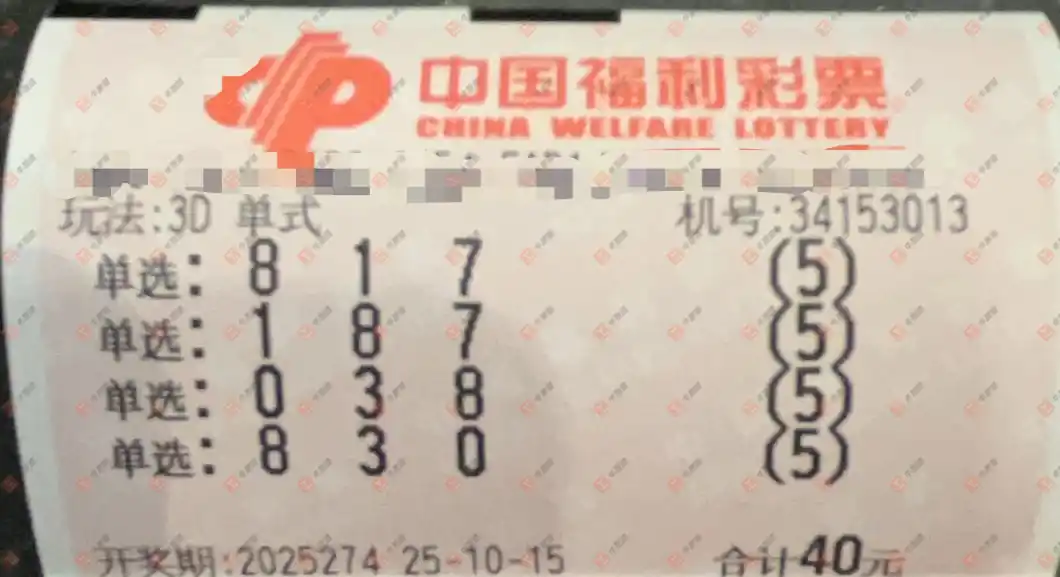 中国福利彩票
CHINA WELFARE LOTTERY
玩法:3D 单式 机号:34153013
单选: 8 1 7 (5)
单选: 1 8 7 (5)
单选: 0 3 8 (5)
单选: 8 3 0 (5)
开奖期:2025274 25-10-15 合计40元